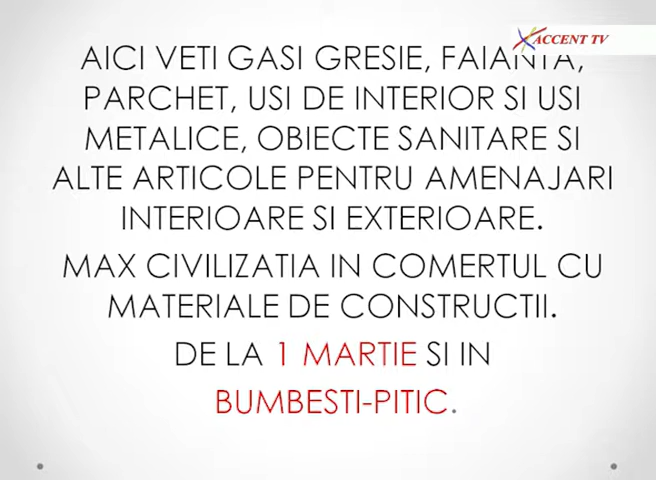 ACCENT TV
AICI VETI GASI GRESIE, FAIANTA,
PARCHET, USI DE INTERIOR SI USI
METALICE, OBIECTE SANITARE SI
ALTE ARTICOLE PENTRU AMENAJARI
INTERIOARE SI EXTERIOARE.
MAX CIVILIZATIA IN COMERTUL CU
MATERIALE DE CONSTRUCTII.
DE LA 1 MARTIE SI IN
BUMBESTI-PITIC.